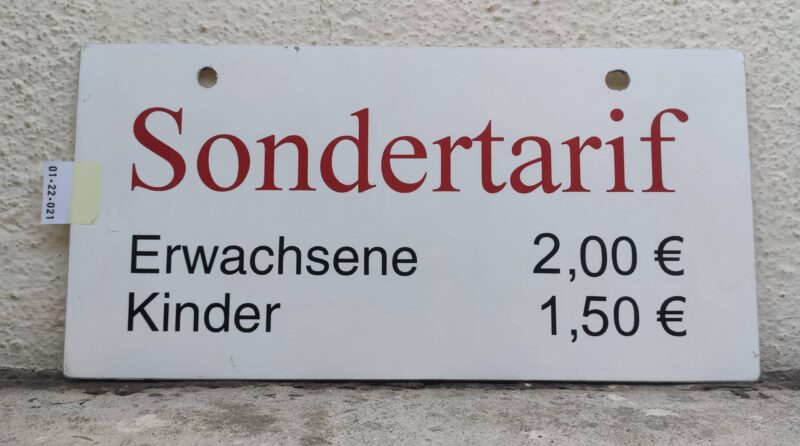 Sondertarif
Erwachsene 2,00 €
Kinder 1,50 €
01-22-021